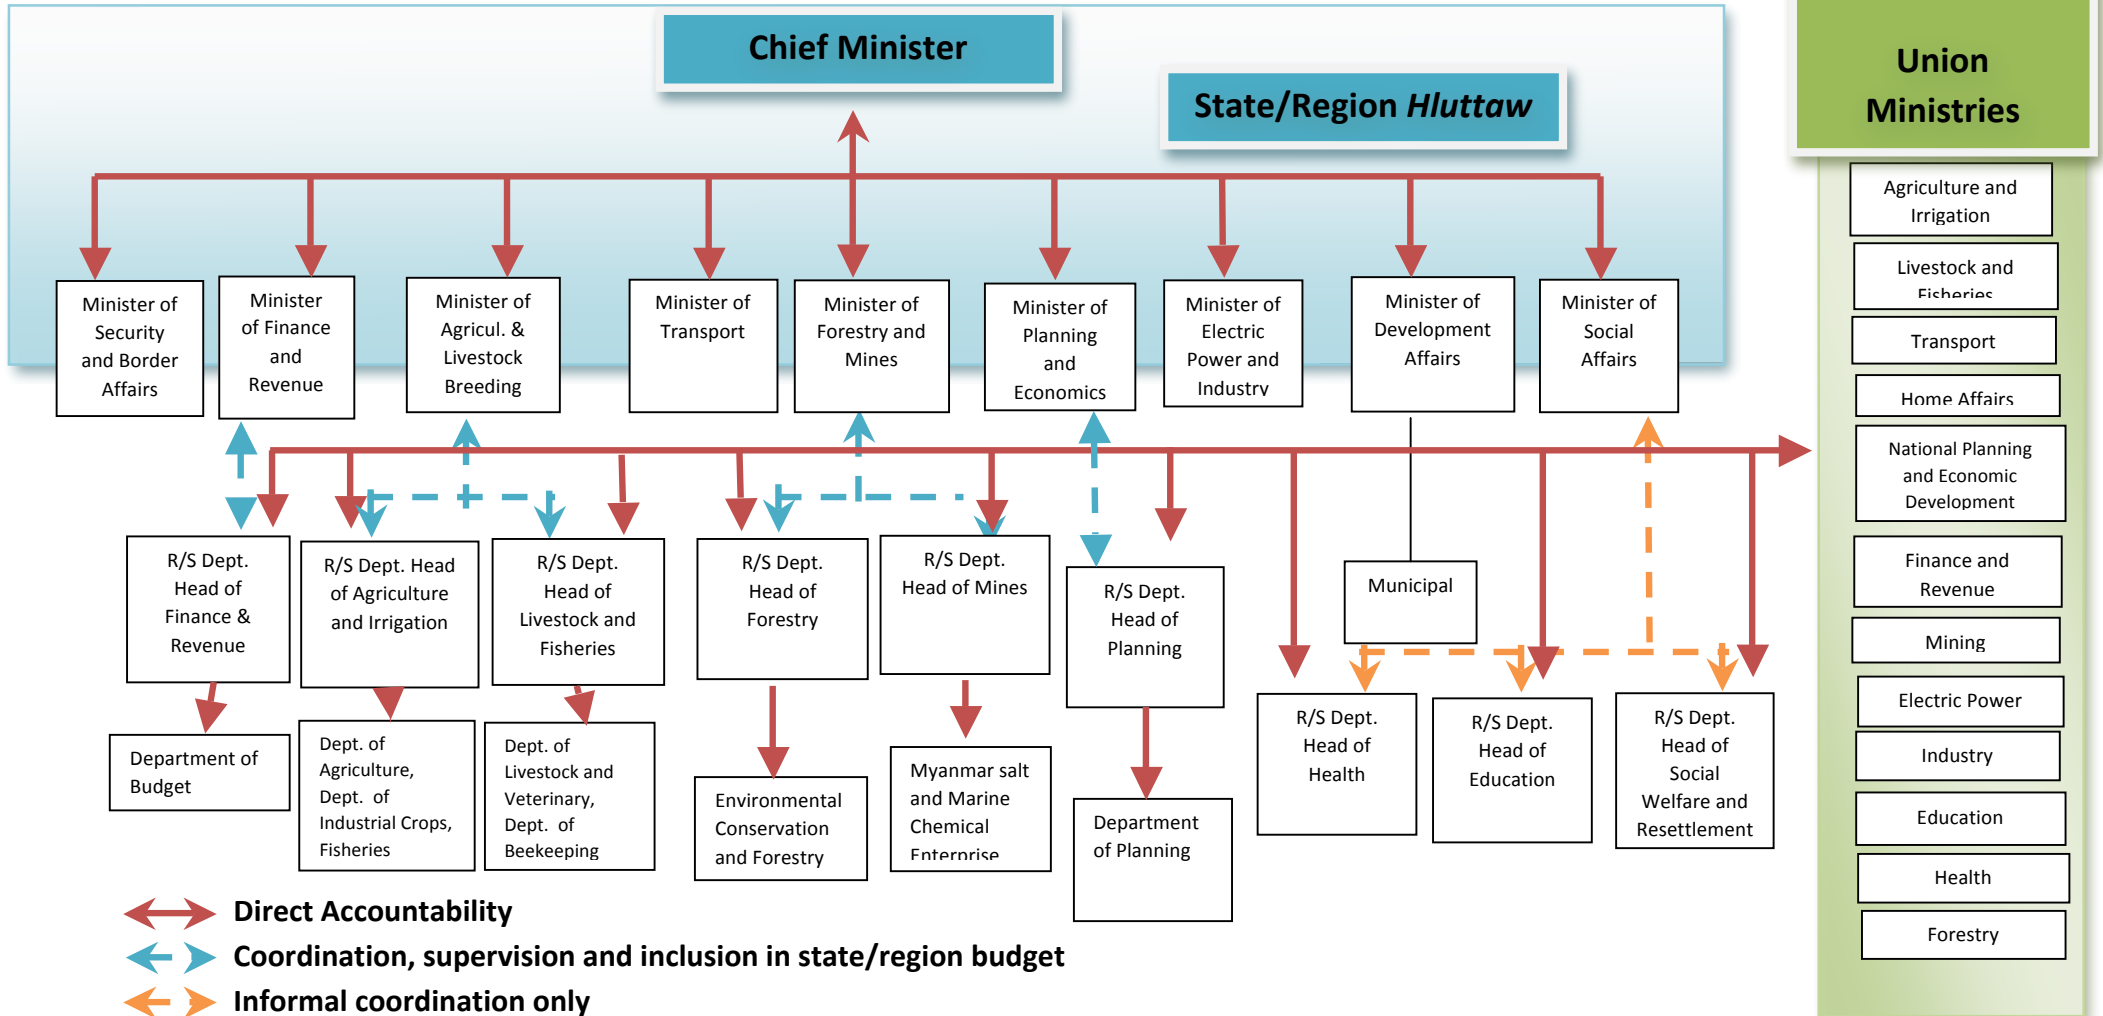 Chief Minister
State/Region Hluttaw
Union
Ministries
Minister of
Security
and Border
Affairs
Minister
of Finance
and
Revenue
Minister of
Agricul. &
Livestock
Breeding
Minister of
Transport
Minister of
Forestry and
Mines
Minister of
Planning
and
Economics
Minister of
Electric
Power and
Industry
Minister of
Development
Affairs
Minister of
Social
Affairs
R/S Dept.
Head of
Finance &
Revenue
R/S Dept. Head
of Agriculture
and Irrigation
R/S Dept.
Head of
Livestock and
Fisheries
R/S Dept.
Head of
Forestry
R/S Dept.
Head of Mines
R/S Dept.
Head of
Planning
Municipal
R/S Dept.
Head of
Health
R/S Dept.
Head of
Education
R/S Dept.
Head of
Social
Welfare and
Resettlement
Department of
Budget
Dept. of
Agriculture,
Dept. of
Industrial Crops,
Fisheries
Dept. of
Livestock and
Veterinary,
Dept. of
Beekeeping
Environmental
Conservation
and Forestry
Myanmar salt
and Marine
Chemical
Enterprise
Department
of Planning
Agriculture and
Irrigation
Livestock and
Fisheries
Transport
Home Affairs
National Planning
and Economic
Development
Finance and
Revenue
Mining
Electric Power
Industry
Education
Health
Forestry
Direct Accountability
Coordination, supervision and inclusion in state/region budget
Informal coordination only